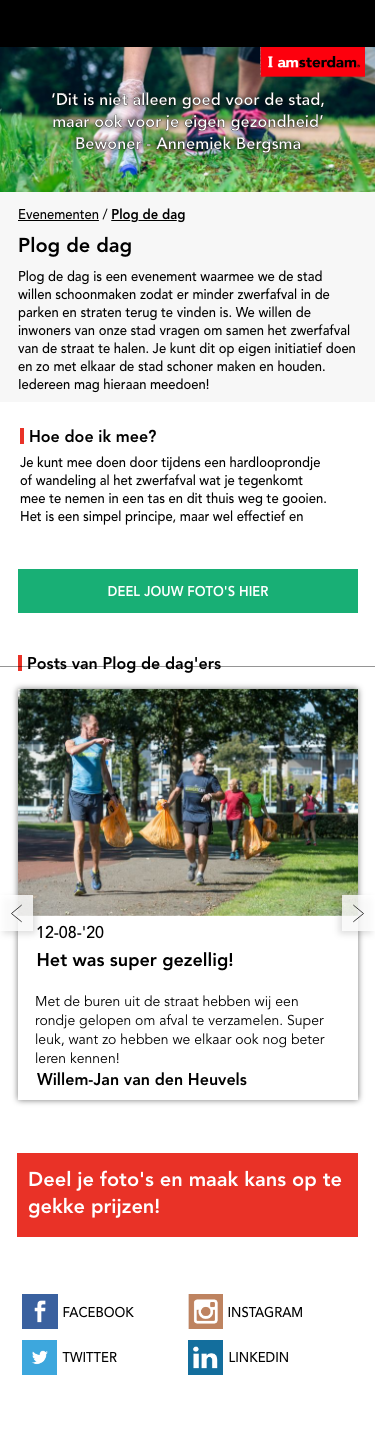 I amsterdam.
‘Dit is niet alleen goed voor de stad,
maar ook voor je eigen gezondheid’
Bewoner - Annemiek Bergsma
Evenementen / Plog de dag
Plog de dag
Plog de dag is een evenement waarmee we de stad
willen schoonmaken zodat er minder zwerfafval in de
parken en straten terug te vinden is. We willen de
inwoners van onze stad vragen om samen het zwerfafval
van de straat te halen. Je kunt dit op eigen initiatief doen
en zo met elkaar de stad schoner maken en houden.
Iedereen mag hieraan meedoen!
Hoe doe ik mee?
Je kunt mee doen door tijdens een hardlooprondje
of wandeling al het zwerfafval wat je tegenkomt
mee te nemen in een tas en dit thuis weg te gooien.
Het is een simpel principe, maar wel effectief en
DEEL JOUW FOTO'S HIER
Posts van Plog de dag'ers
12-08-'20
Het was super gezellig!
Met de buren uit de straat hebben wij een
rondje gelopen om afval te verzamelen. Super
leuk, want zo hebben we elkaar ook nog beter
leren kennen!
Willem-Jan van den Heuvels
Deel je foto's en maak kans op te
gekke prijzen!
FACEBOOK
INSTAGRAM
TWITTER
LINKEDIN